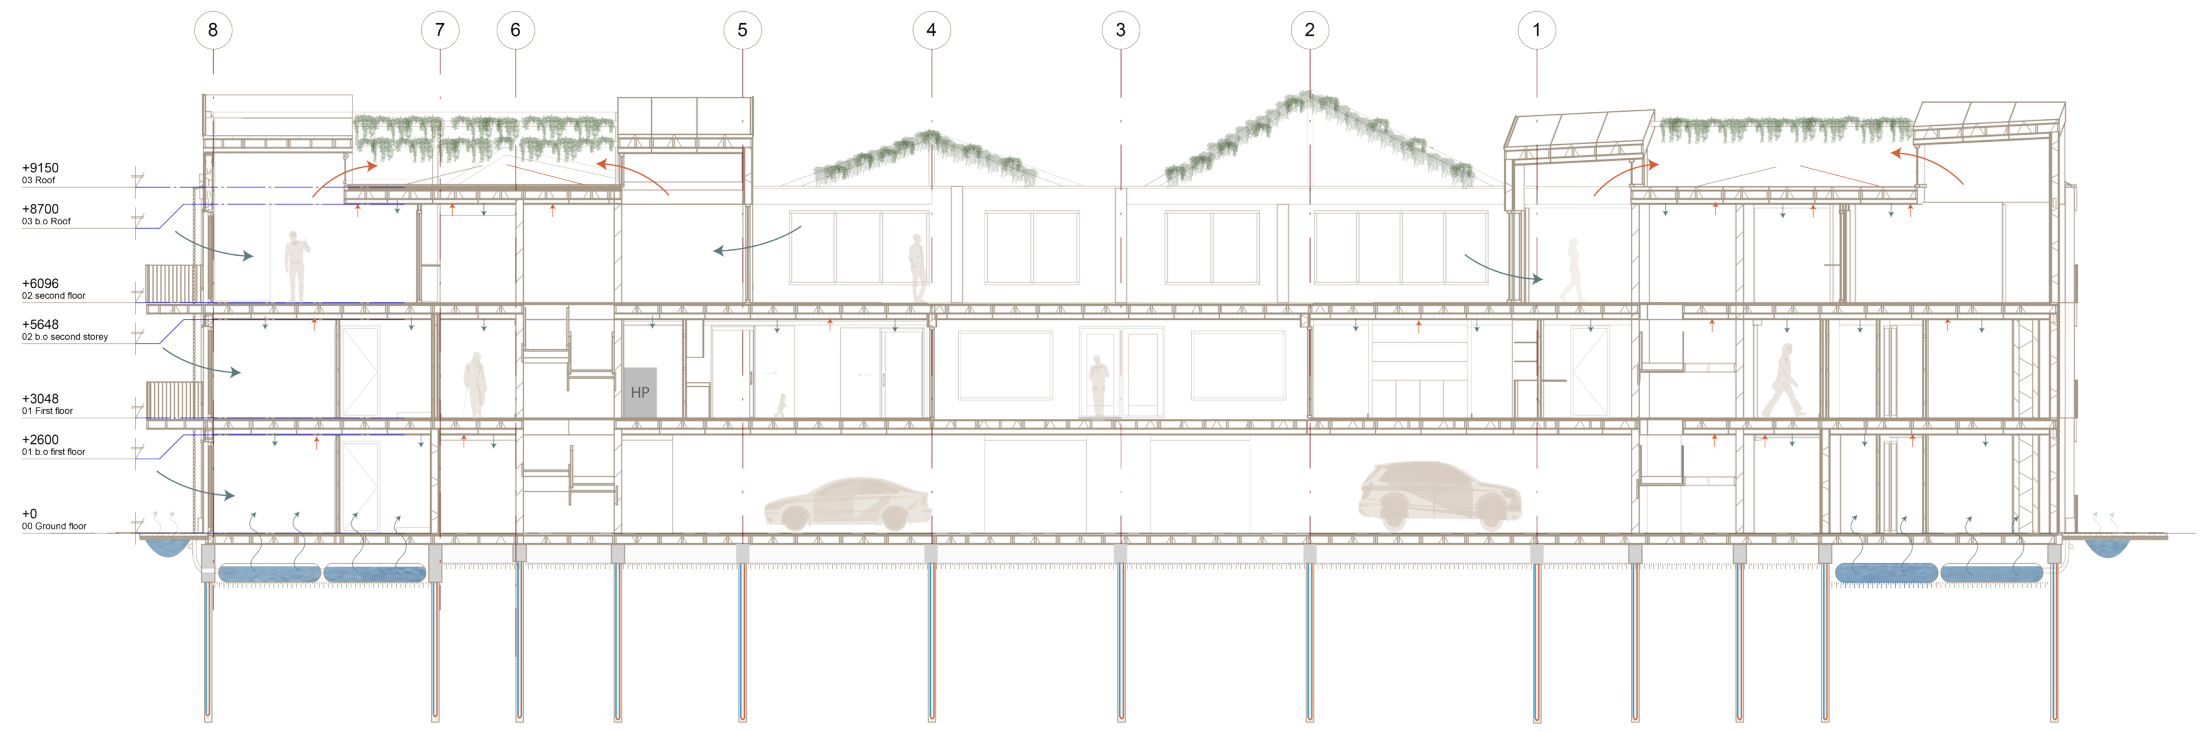 8 7 6 5 4 3 2 1
+9150
03 Roof
+8700
03 b.o Roof
+6096
02 second floor
+5648
02 b.o second storey
HP
+3048
01 First floor
+2600
01 b.o first floor
+0
00 Ground floor